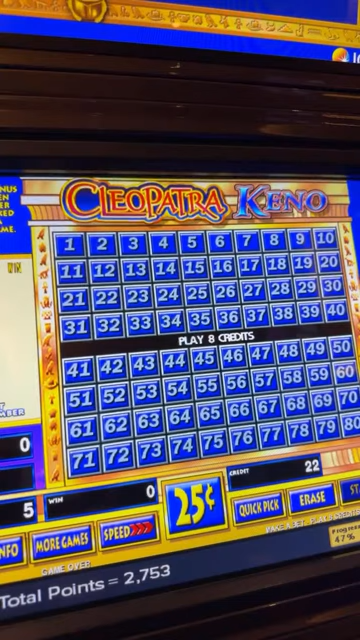 CLEOPATRA KENO
1 2 3 4 5 6 7 8 9 10
11 12 13 14 15 16 17 18 19 20
21 22 23 24 25 26 27 28 29 30
31 32 33 34 35 36 37 38 39 40
PLAY 8 CREDITS
41 42 43 44 45 46 47 48 49 50
51 52 53 54 55 56 57 58 59 60
61 62 63 64 65 66 67 68 69 70
71 72 73 74 75 76 77 78 79 80
0
5
WIN 0
25¢
CREDIT 22
QUICK PICK
ERASE
MORE GAMES
SPEED
GAME OVER
47%
Total Points = 2,753